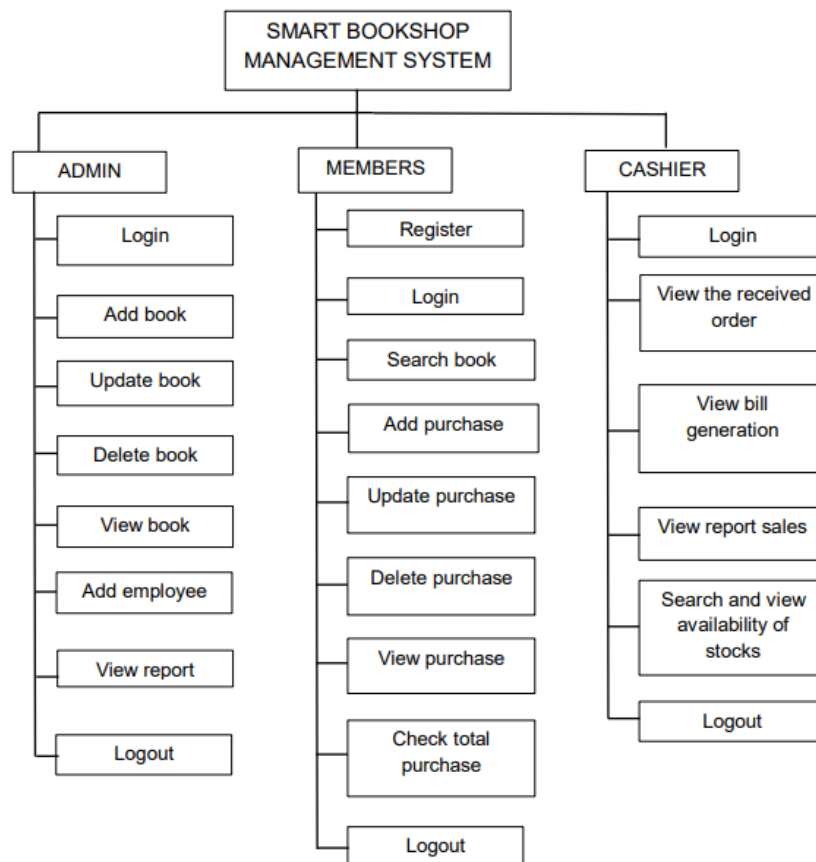 SMART BOOKSHOP
MANAGEMENT SYSTEM
ADMIN
Login
Add book
Update book
Delete book
View book
Add employee
View report
Logout
MEMBERS
Register
Login
Search book
Add purchase
Update purchase
Delete purchase
View purchase
Check total
purchase
Logout
CASHIER
Login
View the received
order
View bill
generation
View report sales
Search and view
availability of
stocks
Logout